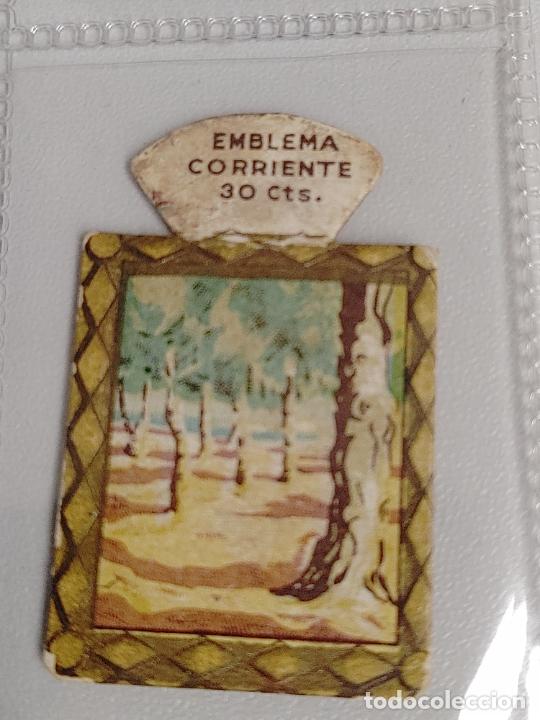 EMBLEMA
CORRIENTE
30 Cts.
todocoleccion